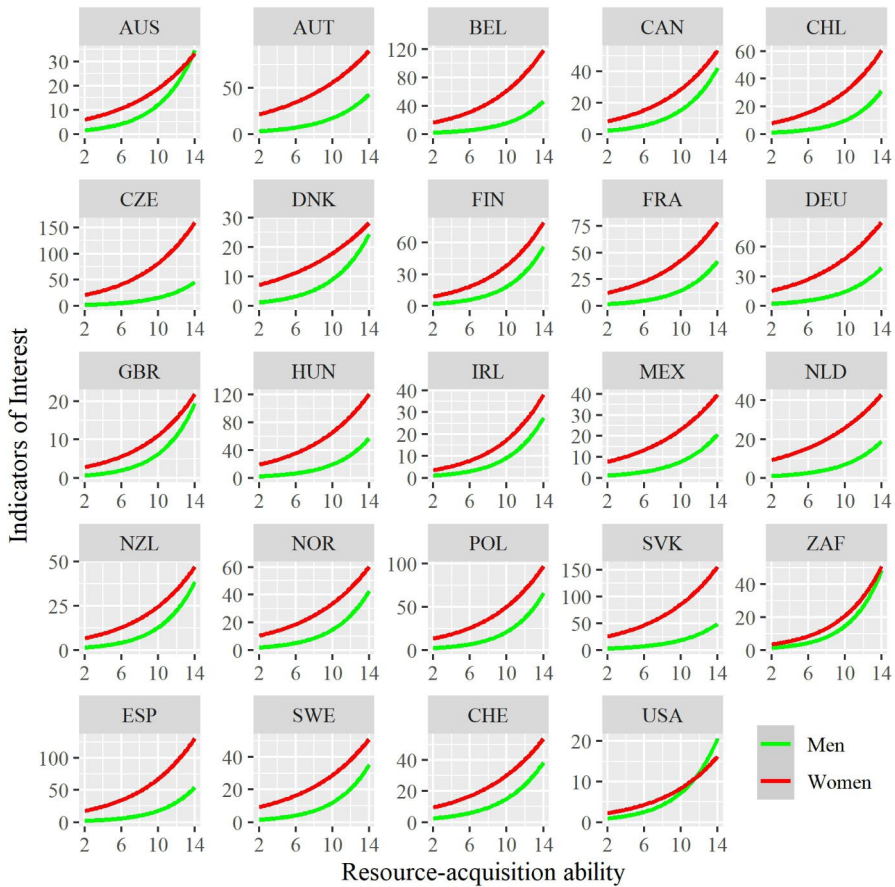 AUS AUT BEL CAN CHL
30 20 10 0
50 0
120 80 40 0
40 20 0
60 40 20 0
2 6 10 14 2 6 10 14 2 6 10 14 2 6 10 14 2 6 10 14
CZE DNK FIN FRA DEU
150 100 50 0
30 20 10 0
60 30 0
75 50 25 0
60 30 0
2 6 10 14 2 6 10 14 2 6 10 14 2 6 10 14 2 6 10 14
Indicators of Interest
GBR HUN IRL MEX NLD
20 10 0
120 80 40 0
40 30 20 10 0
40 30 20 10 0
40 20 0
2 6 10 14 2 6 10 14 2 6 10 14 2 6 10 14 2 6 10 14
NZL NOR POL SVK ZAF
50 25 0
60 40 20 0
100 50 0
150 100 50 0
40 20 0
2 6 10 14 2 6 10 14 2 6 10 14 2 6 10 14 2 6 10 14
ESP SWE CHE USA
100 50 0
40 20 0
40 20 0
20 10 0
2 6 10 14 2 6 10 14 2 6 10 14 2 6 10 14
Men
Women
Resource-acquisition ability